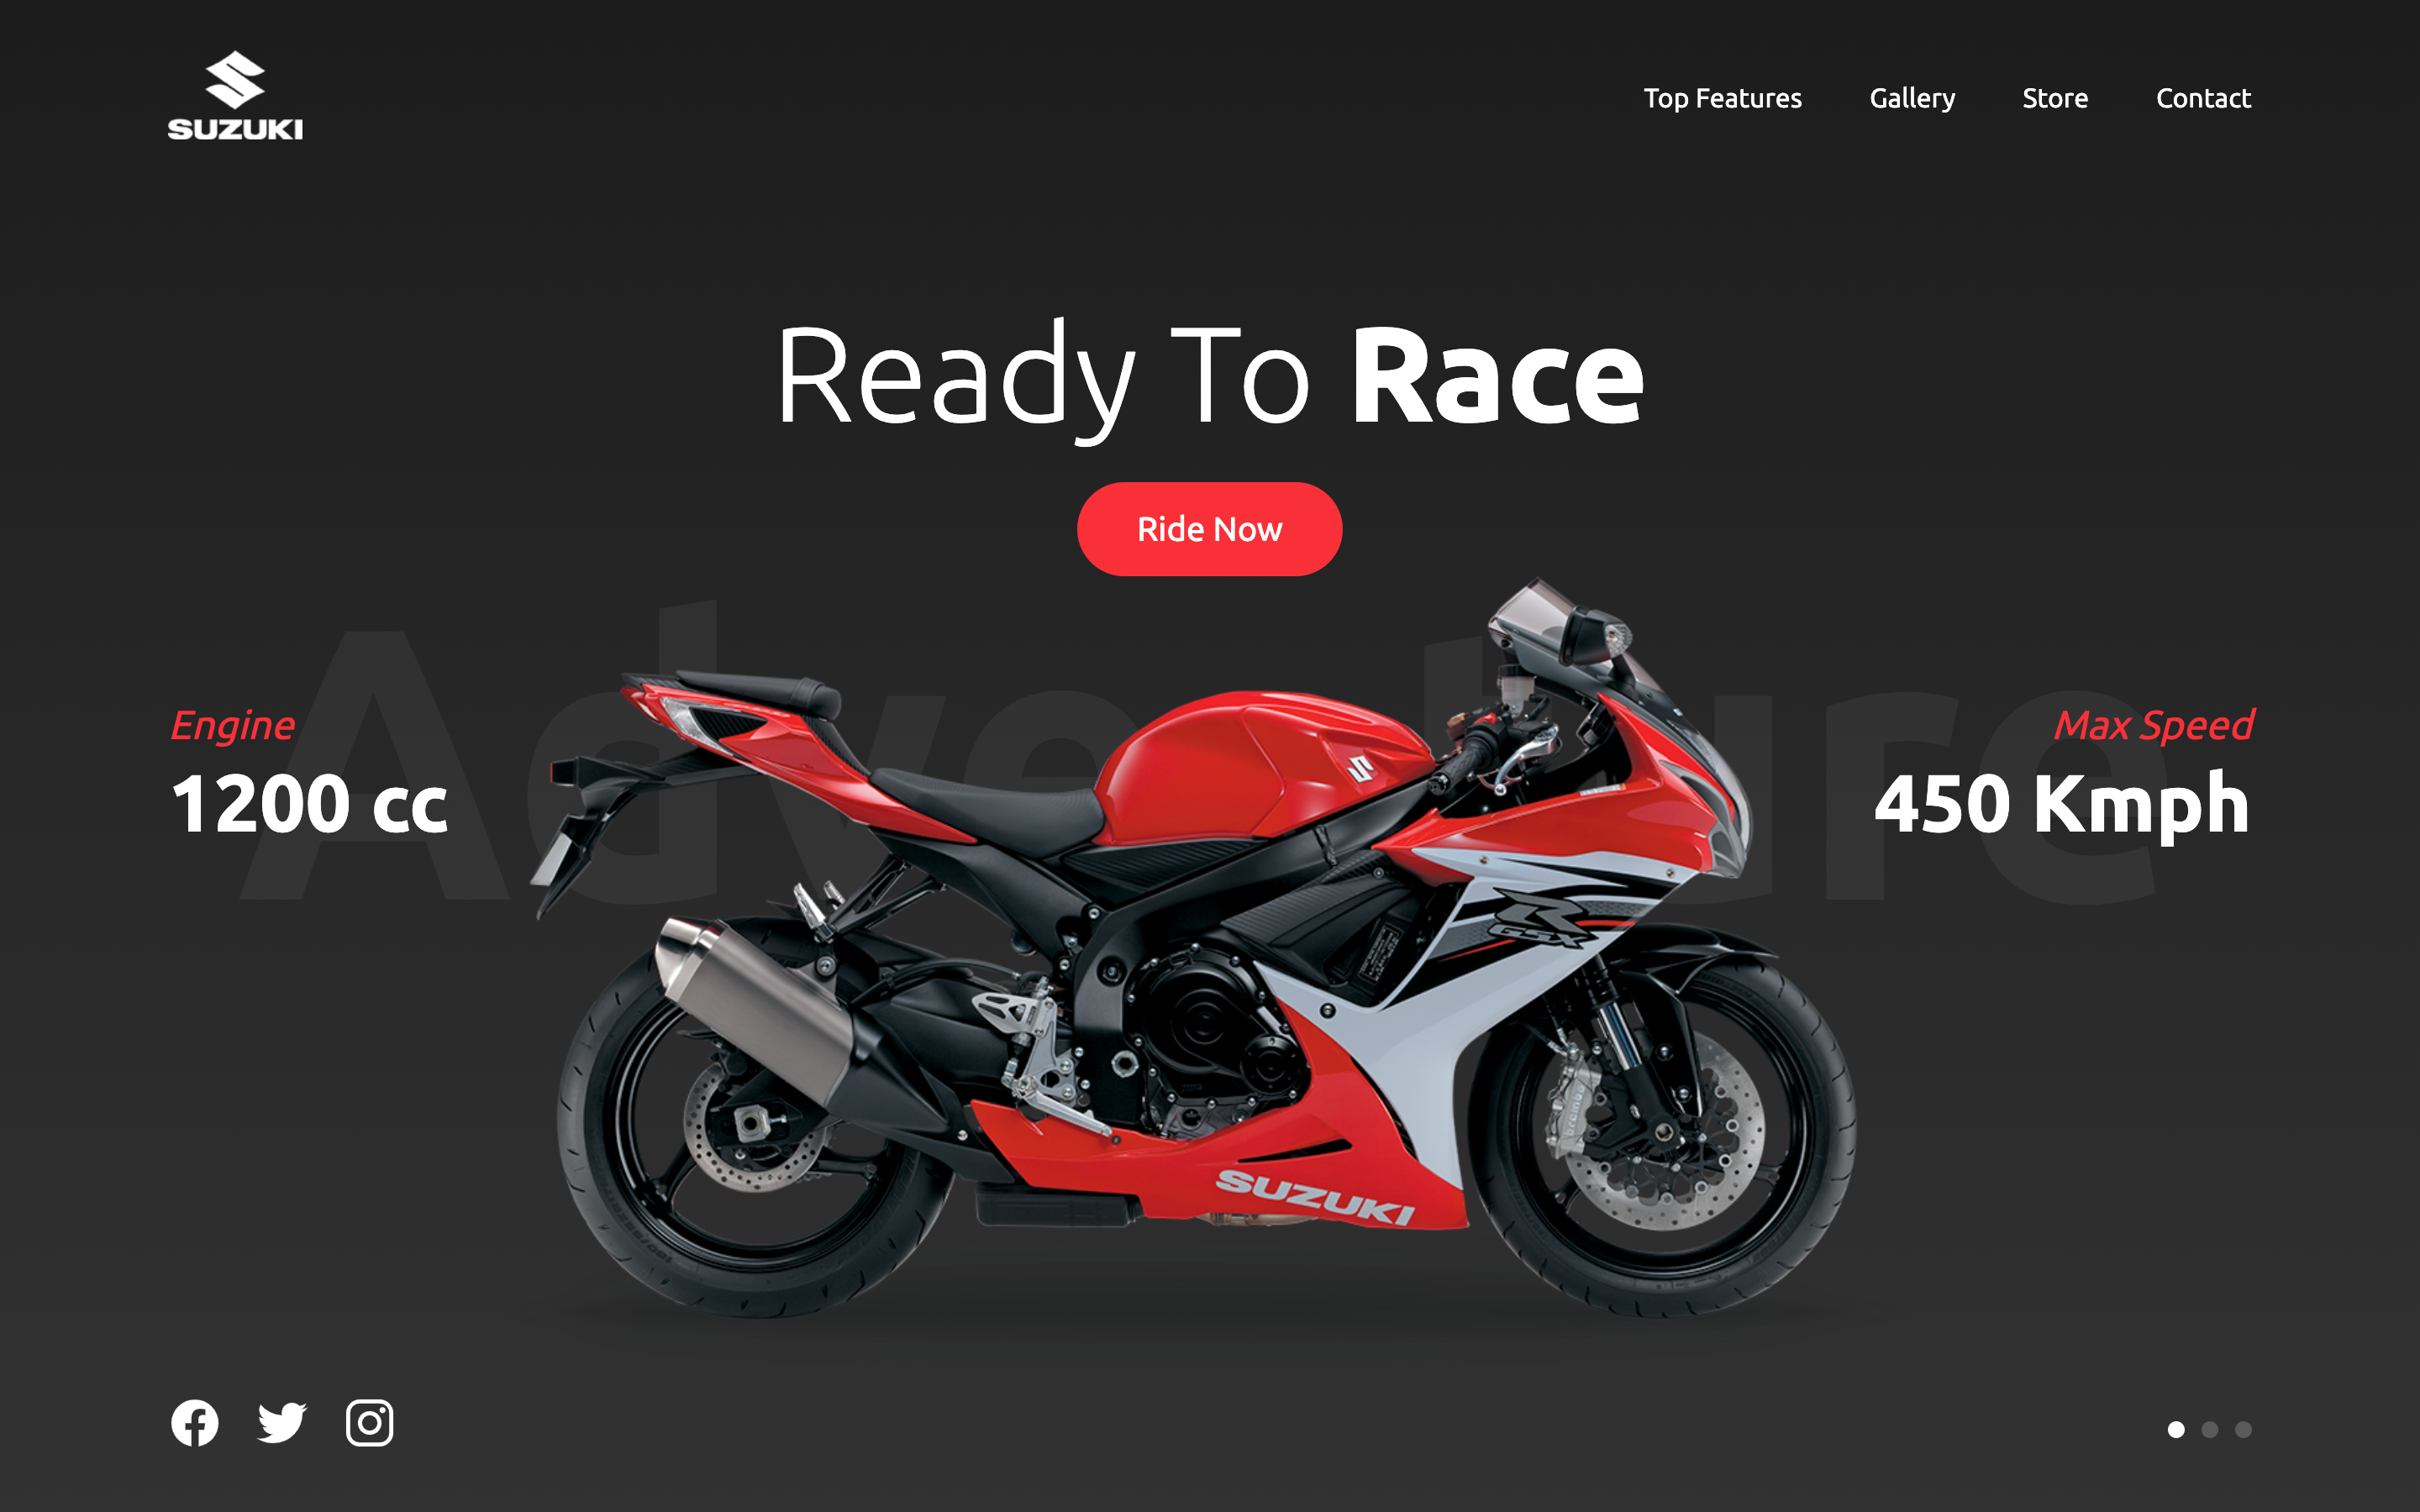 SUZUKI
Top Features Gallery Store Contact
Ready To Race
Ride Now
Adventure
Engine
1200 cc
Max Speed
450 Kmph
R
GSX
brembo
SUZUKI